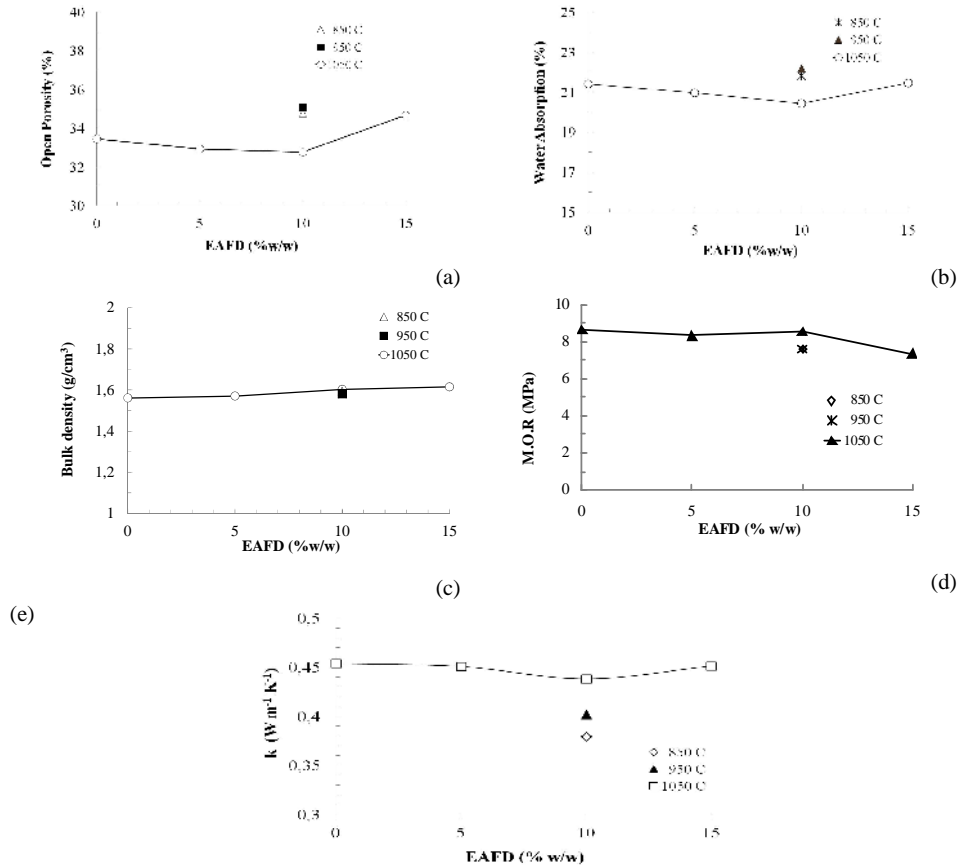 40
38
36
34
32
30
Open Porosity (%)
850 C
950 C
1050 C
0
5
10
15
EAFD (%w/w)
(a)
25
23
21
19
17
15
Water Absorption (%)
850 C
950 C
1050 C
0
5
10
15
EAFD (%w/w)
(b)
2
1,8
1,6
1,4
1,2
1
Bulk density (g/cm³)
850 C
950 C
1050 C
0
5
10
15
EAFD (%w/w)
(c)
10
8
6
4
2
0
M.O.R (MPa)
850 C
950 C
1050 C
0
5
10
15
EAFD (% w/w)
(d)
(e)
0,5
0,45
0,4
0,35
0,3
k (W m⁻¹ K⁻¹)
850 C
950 C
1050 C
0
5
10
15
EAFD (% w/w)